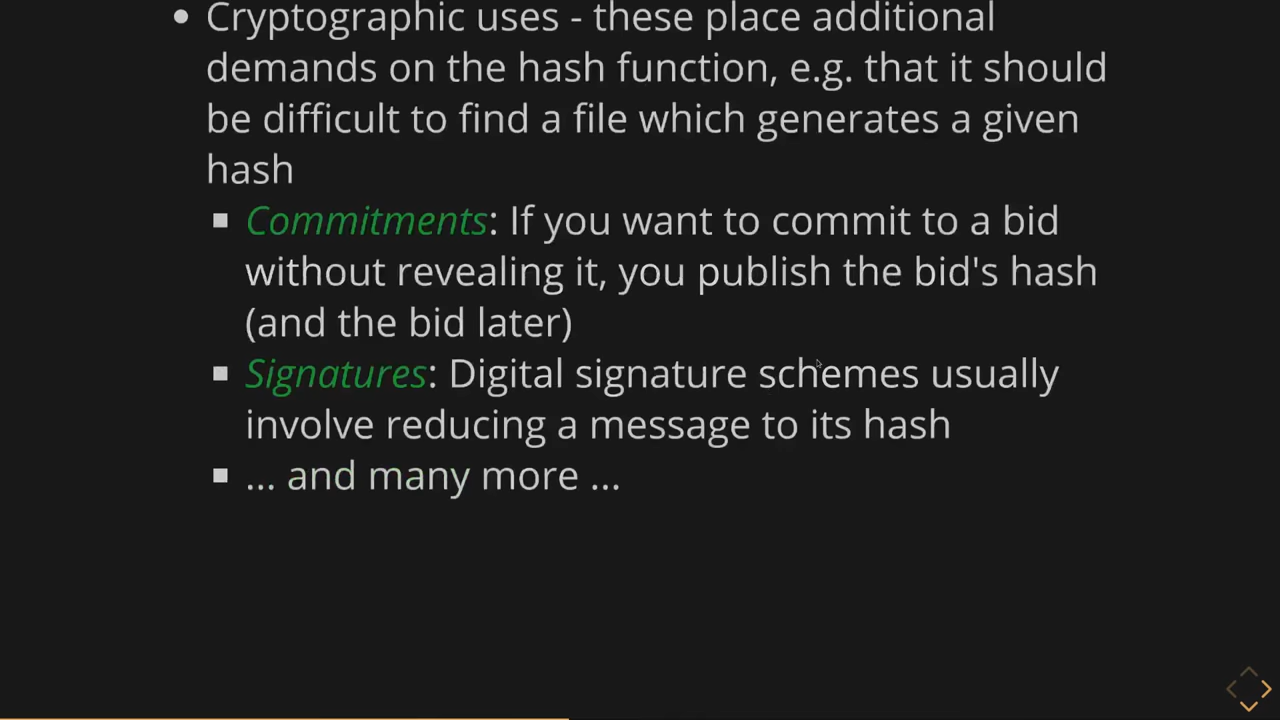 • Cryptographic uses - these place additional
demands on the hash function, e.g. that it should
be difficult to find a file which generates a given
hash
▪ Commitments: If you want to commit to a bid
without revealing it, you publish the bid's hash
(and the bid later)
▪ Signatures: Digital signature schemes usually
involve reducing a message to its hash
▪ ... and many more ...